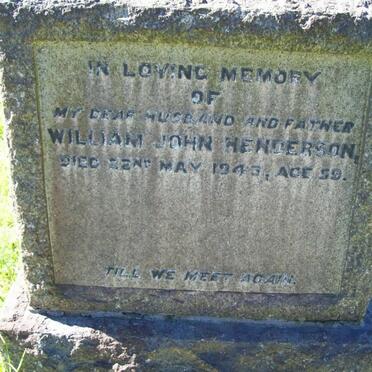 IN LOVING MEMORY
OF
MY DEAR HUSBAND AND FATHER
WILLIAM JOHN HENDERSON,
DIED 22ND MAY 1945, AGE 59.
TILL WE MEET AGAIN.